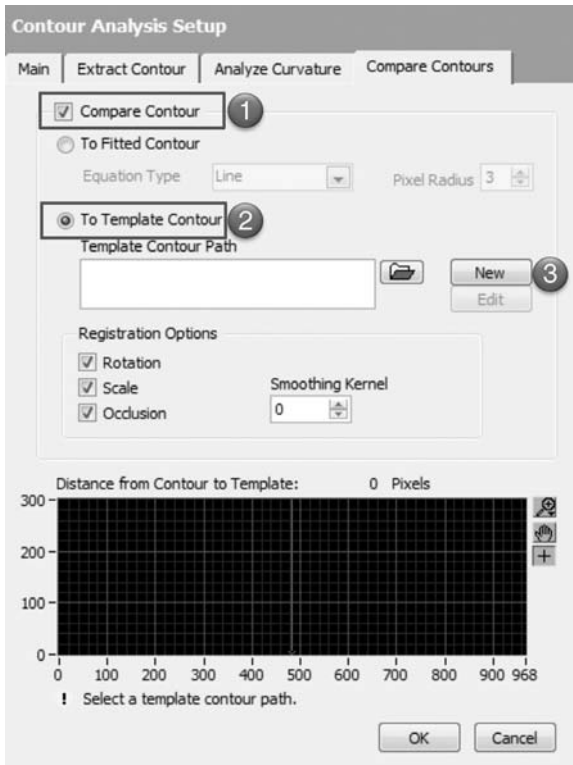 Contour Analysis Setup
Main Extract Contour Analyze Curvature Compare Contours
Compare Contour 1
To Fitted Contour
Equation Type Line Pixel Radius 3
To Template Contour 2
Template Contour Path
New 3
Edit
Registration Options
Rotation
Scale Smoothing Kernel
Occlusion 0
Distance from Contour to Template: 0 Pixels
300
200
100
0
0 100 200 300 400 500 600 700 800 900 968
! Select a template contour path.
OK Cancel